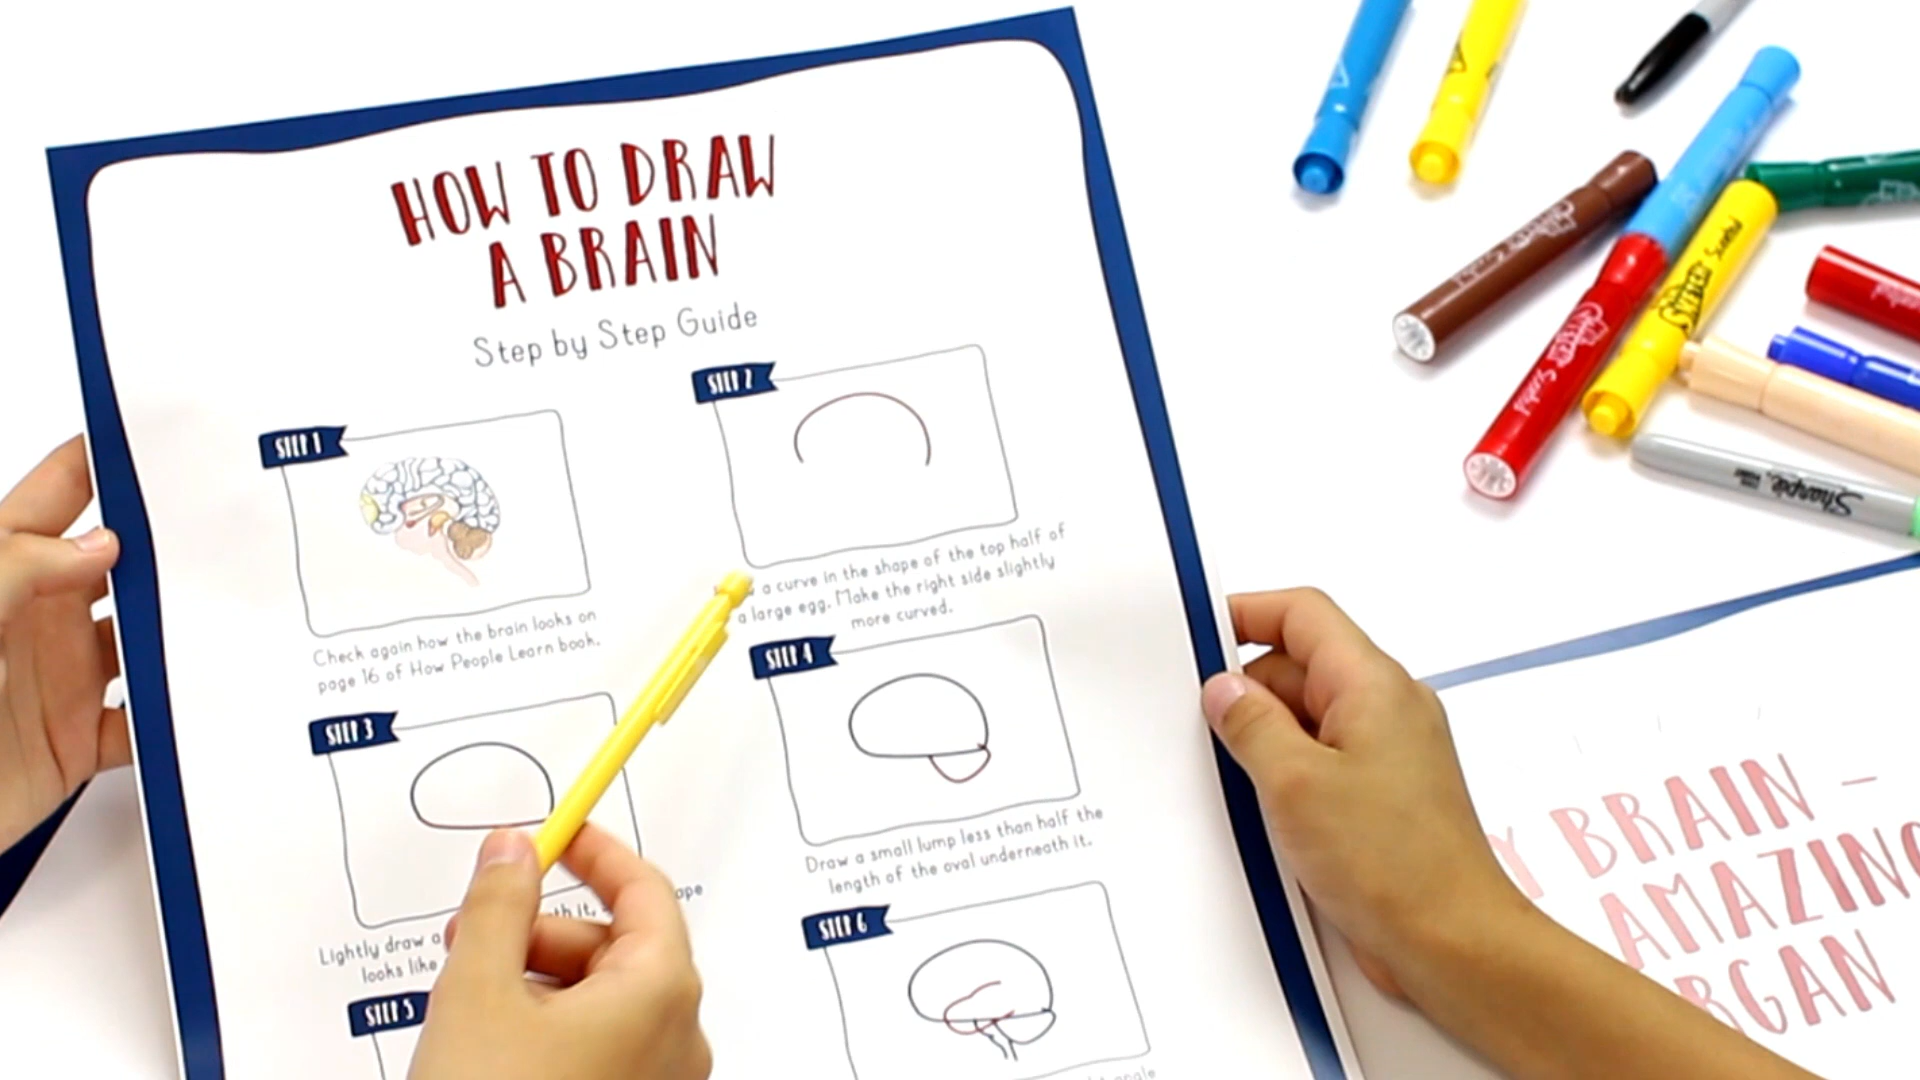 HOW TO DRAW
A BRAIN
Step by Step Guide
STEP 1
Check again how the brain looks on
page 16 of How People Learn book.
STEP 2
a curve in the shape of the top half of
a large egg. Make the right side slightly
more curved.
STEP 3
Lightly draw a
looks like
STEP 4
Draw a small lump less than half the
length of the oval underneath it.
STEP 5
STEP 6
BRAIN –
AMAZING
Scented
Scented
Scented
Sharpie